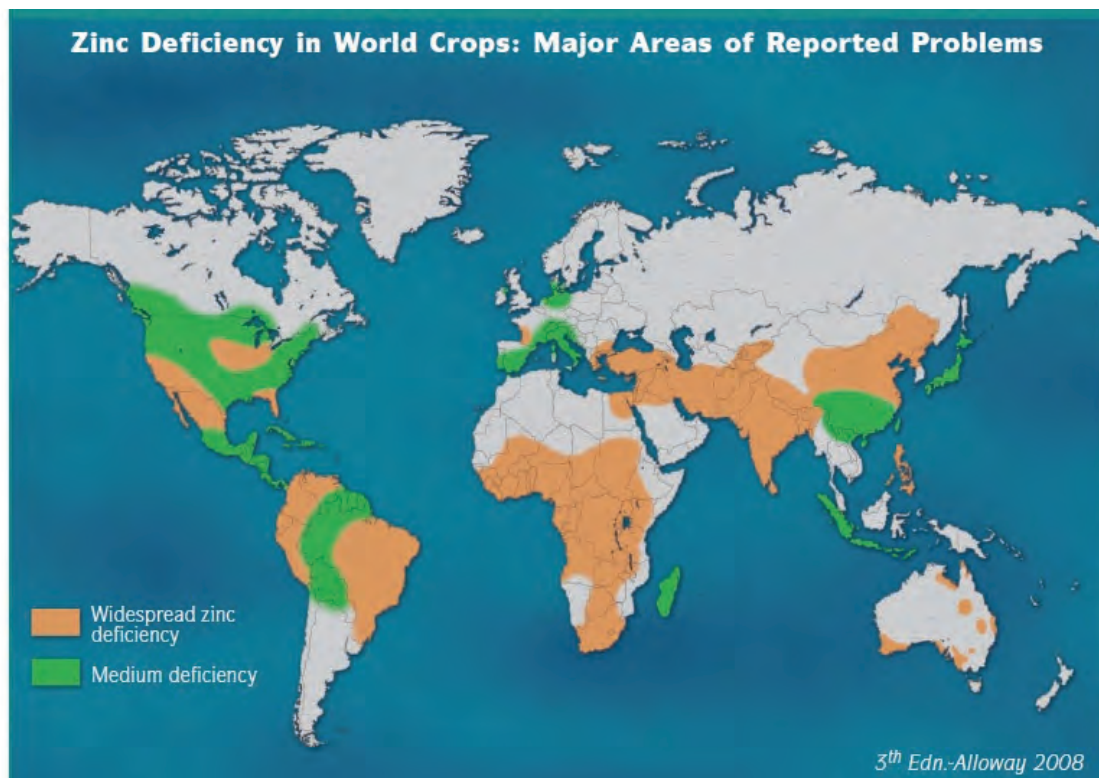 Zinc Deficiency in World Crops: Major Areas of Reported Problems
Widespread zinc
deficiency
Medium deficiency
3th Edn.-Alloway 2008